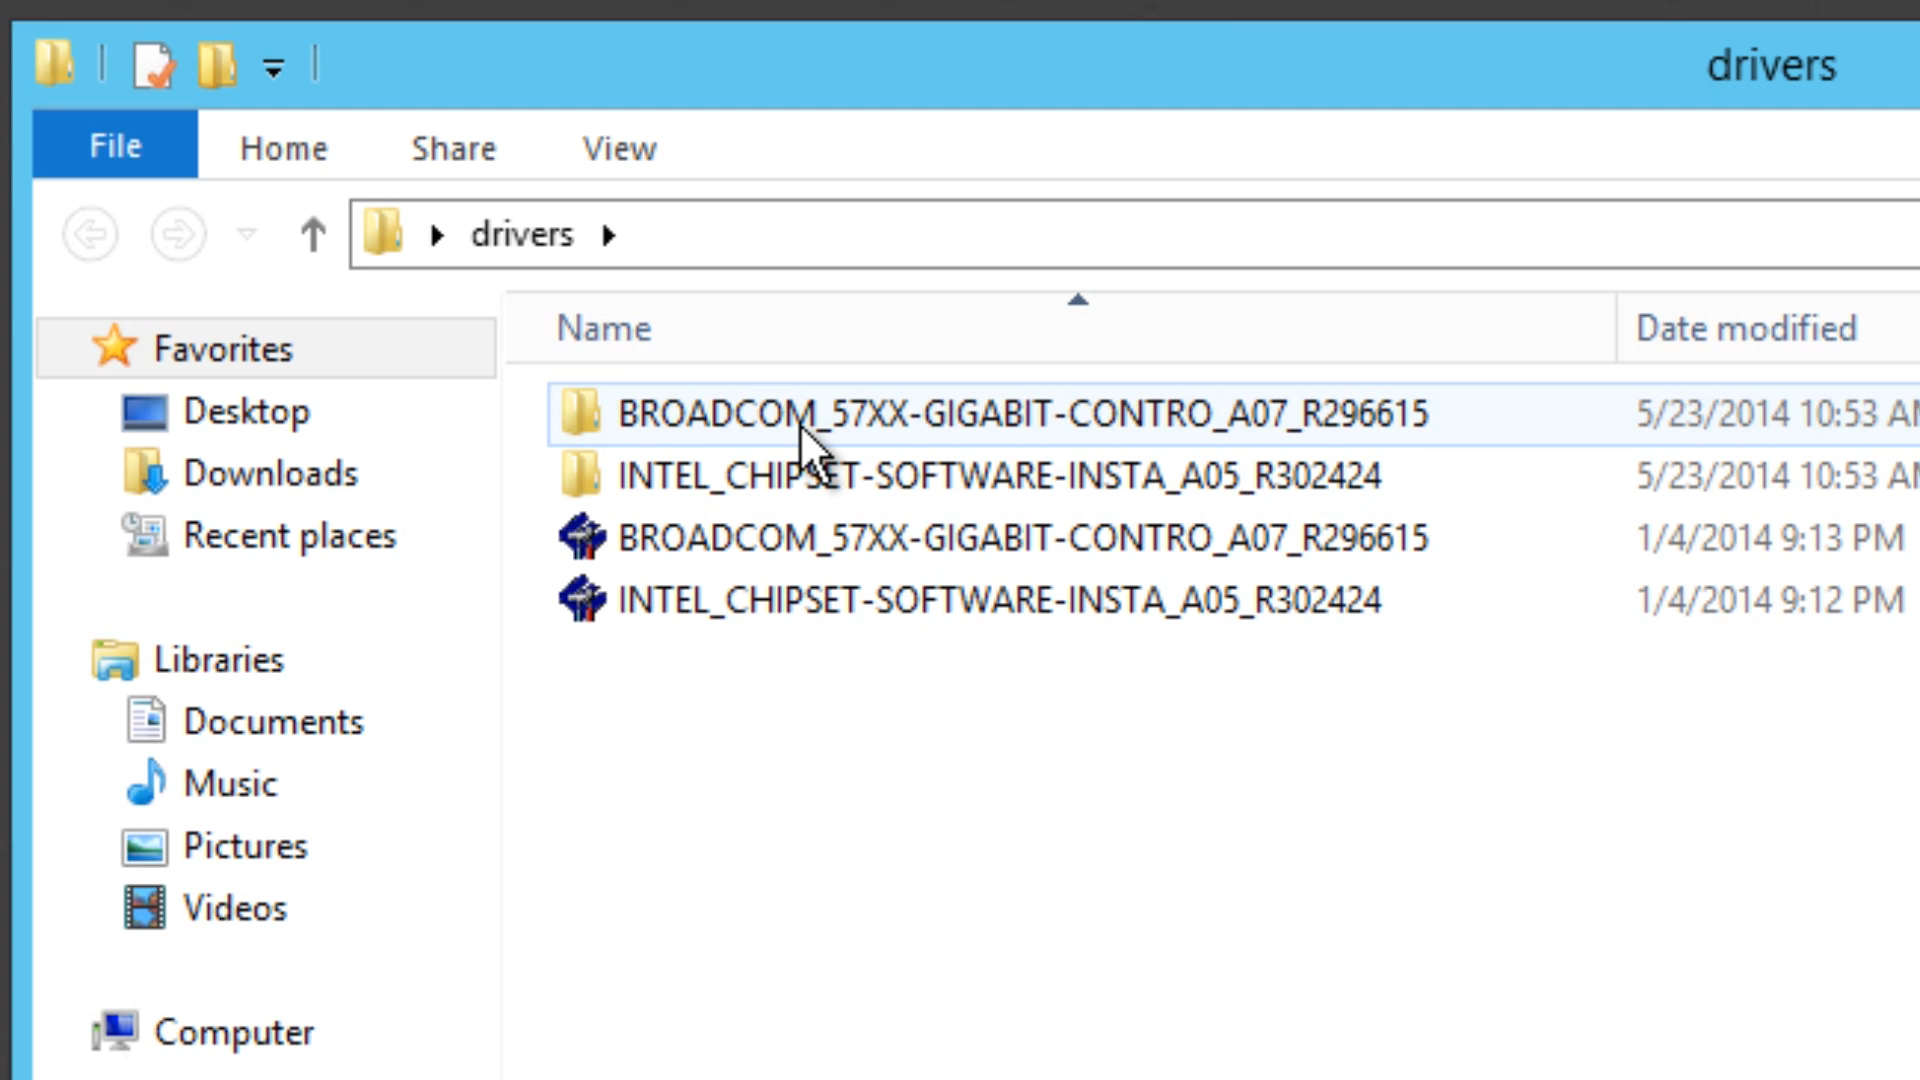 drivers
File Home Share View
drivers
Name Date modified
Favorites
Desktop
Downloads
Recent places
Libraries
Documents
Music
Pictures
Videos
Computer
BROADCOM_57XX-GIGABIT-CONTRO_A07_R296615 5/23/2014 10:53 AM
INTEL_CHIPSET-SOFTWARE-INSTA_A05_R302424 5/23/2014 10:53 AM
BROADCOM_57XX-GIGABIT-CONTRO_A07_R296615 1/4/2014 9:13 PM
INTEL_CHIPSET-SOFTWARE-INSTA_A05_R302424 1/4/2014 9:12 PM